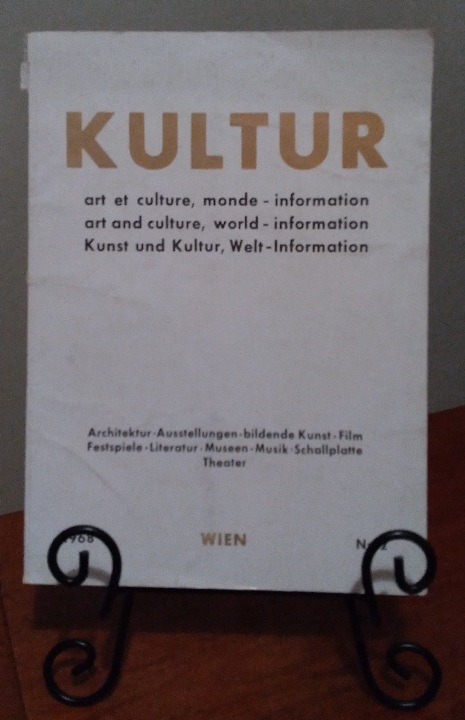 KULTUR
art et culture, monde - information
art and culture, world - information
Kunst und Kultur, Welt-Information
Architektur·Ausstellungen·bildende Kunst·Film
Festspiele·Literatur·Museen·Musik·Schallplatte
Theater
1968 WIEN